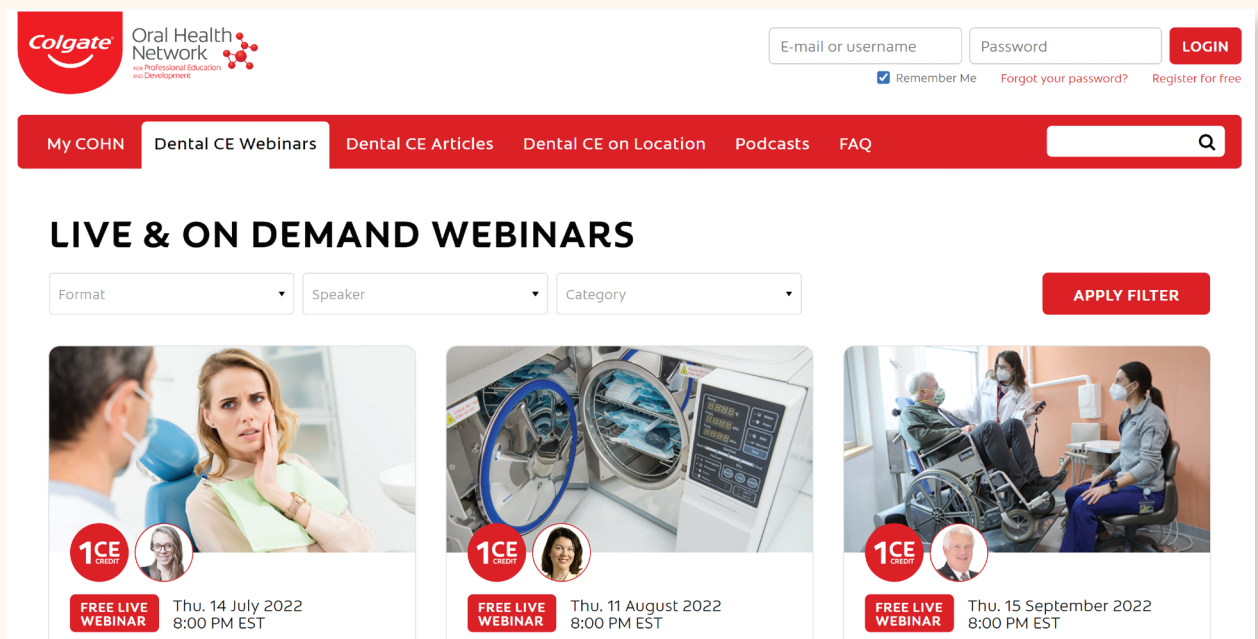 Colgate
Oral Health
Network
FOR Professional Education
AND Development
E-mail or username
Password
LOGIN
Remember Me
Forgot your password?
Register for free
My COHN
Dental CE Webinars
Dental CE Articles
Dental CE on Location
Podcasts
FAQ
LIVE & ON DEMAND WEBINARS
Format
Speaker
Category
APPLY FILTER
1CE
CREDIT
FREE LIVE
WEBINAR
Thu. 14 July 2022
8:00 PM EST
1CE
CREDIT
FREE LIVE
WEBINAR
Thu. 11 August 2022
8:00 PM EST
1CE
CREDIT
FREE LIVE
WEBINAR
Thu. 15 September 2022
8:00 PM EST